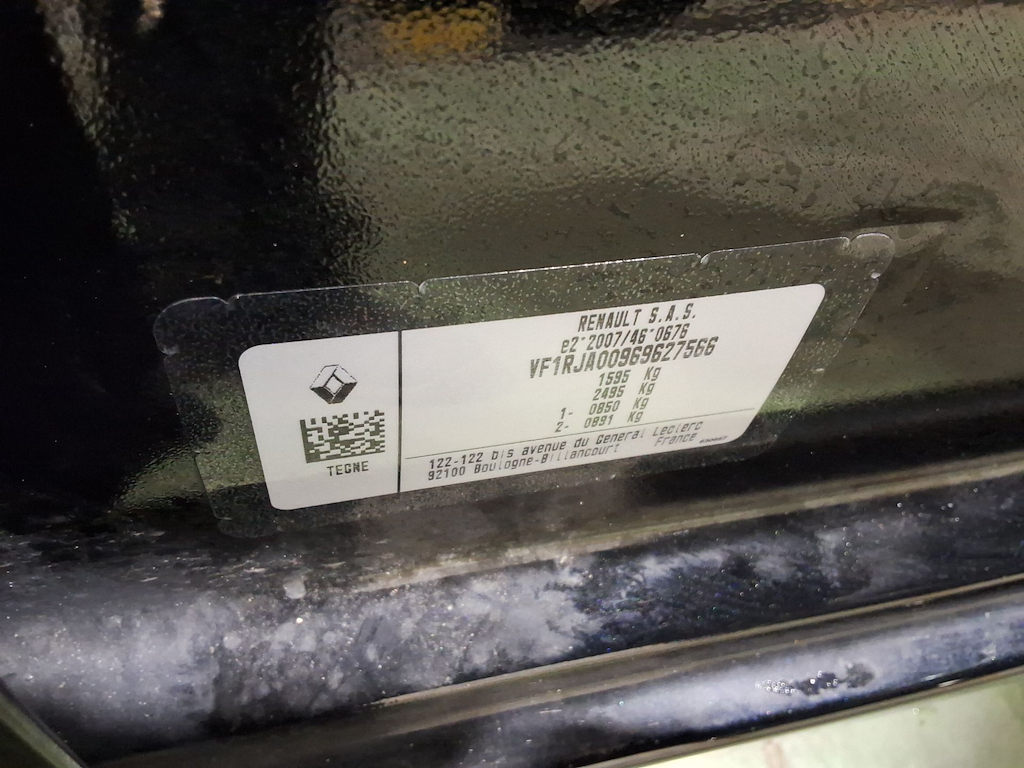 RENAULT S.A.S.
e2*2007/46*0676
VF1RJA00969627566
1595 Kg
2495 Kg
1- 0850 Kg
2- 0891 Kg
TEGNE
122-122 bis avenue du General Leclerc
92100 Boulogne-Billancourt France